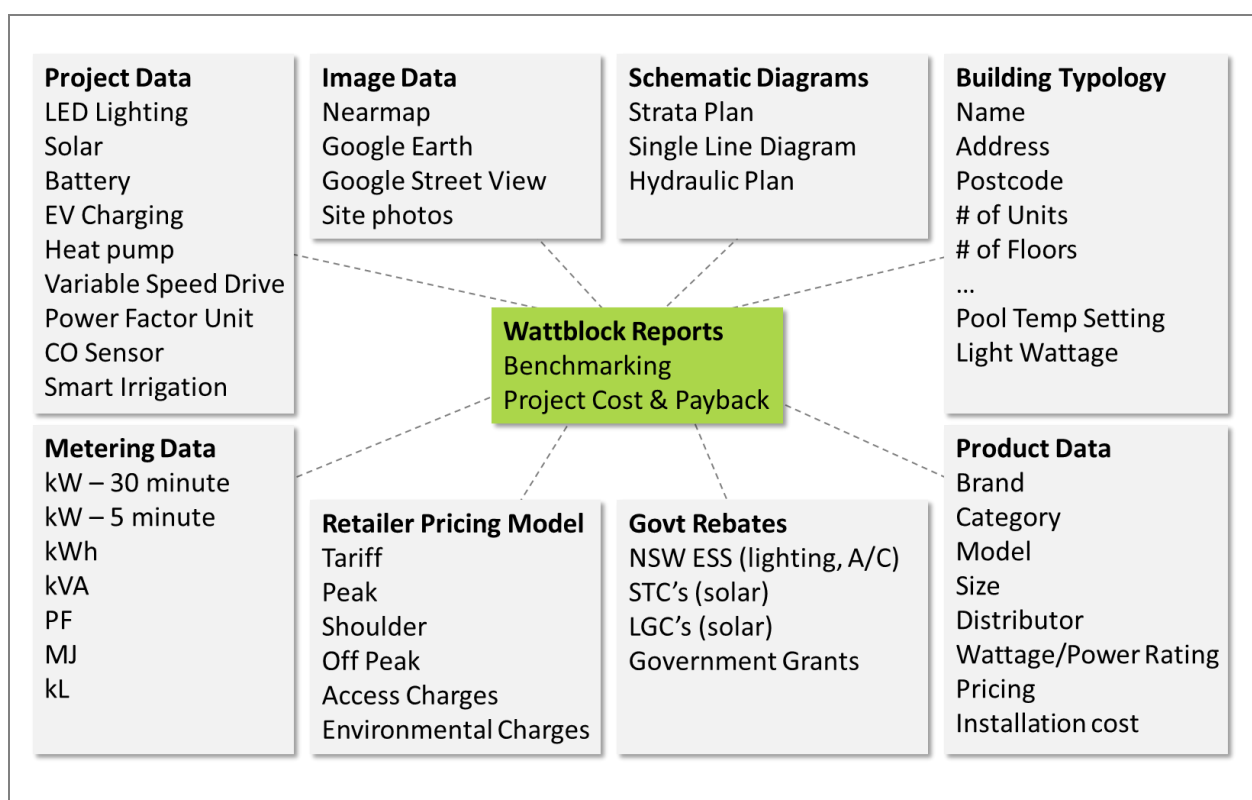 Project Data
LED Lighting
Solar
Battery
EV Charging
Heat pump
Variable Speed Drive
Power Factor Unit
CO Sensor
Smart Irrigation
Image Data
Nearmap
Google Earth
Google Street View
Site photos
Schematic Diagrams
Strata Plan
Single Line Diagram
Hydraulic Plan
Building Typology
Name
Address
Postcode
# of Units
# of Floors
...
Pool Temp Setting
Light Wattage
Wattblock Reports
Benchmarking
Project Cost & Payback
Metering Data
kW – 30 minute
kW – 5 minute
kWh
kVA
PF
MJ
kL
Retailer Pricing Model
Tariff
Peak
Shoulder
Off Peak
Access Charges
Environmental Charges
Govt Rebates
NSW ESS (lighting, A/C)
STC's (solar)
LGC's (solar)
Government Grants
Product Data
Brand
Category
Model
Size
Distributor
Wattage/Power Rating
Pricing
Installation cost